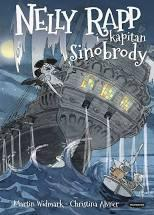 NELLY RAPP
kapitan
Sinobrody
Martin Widmark - Christina Alvner